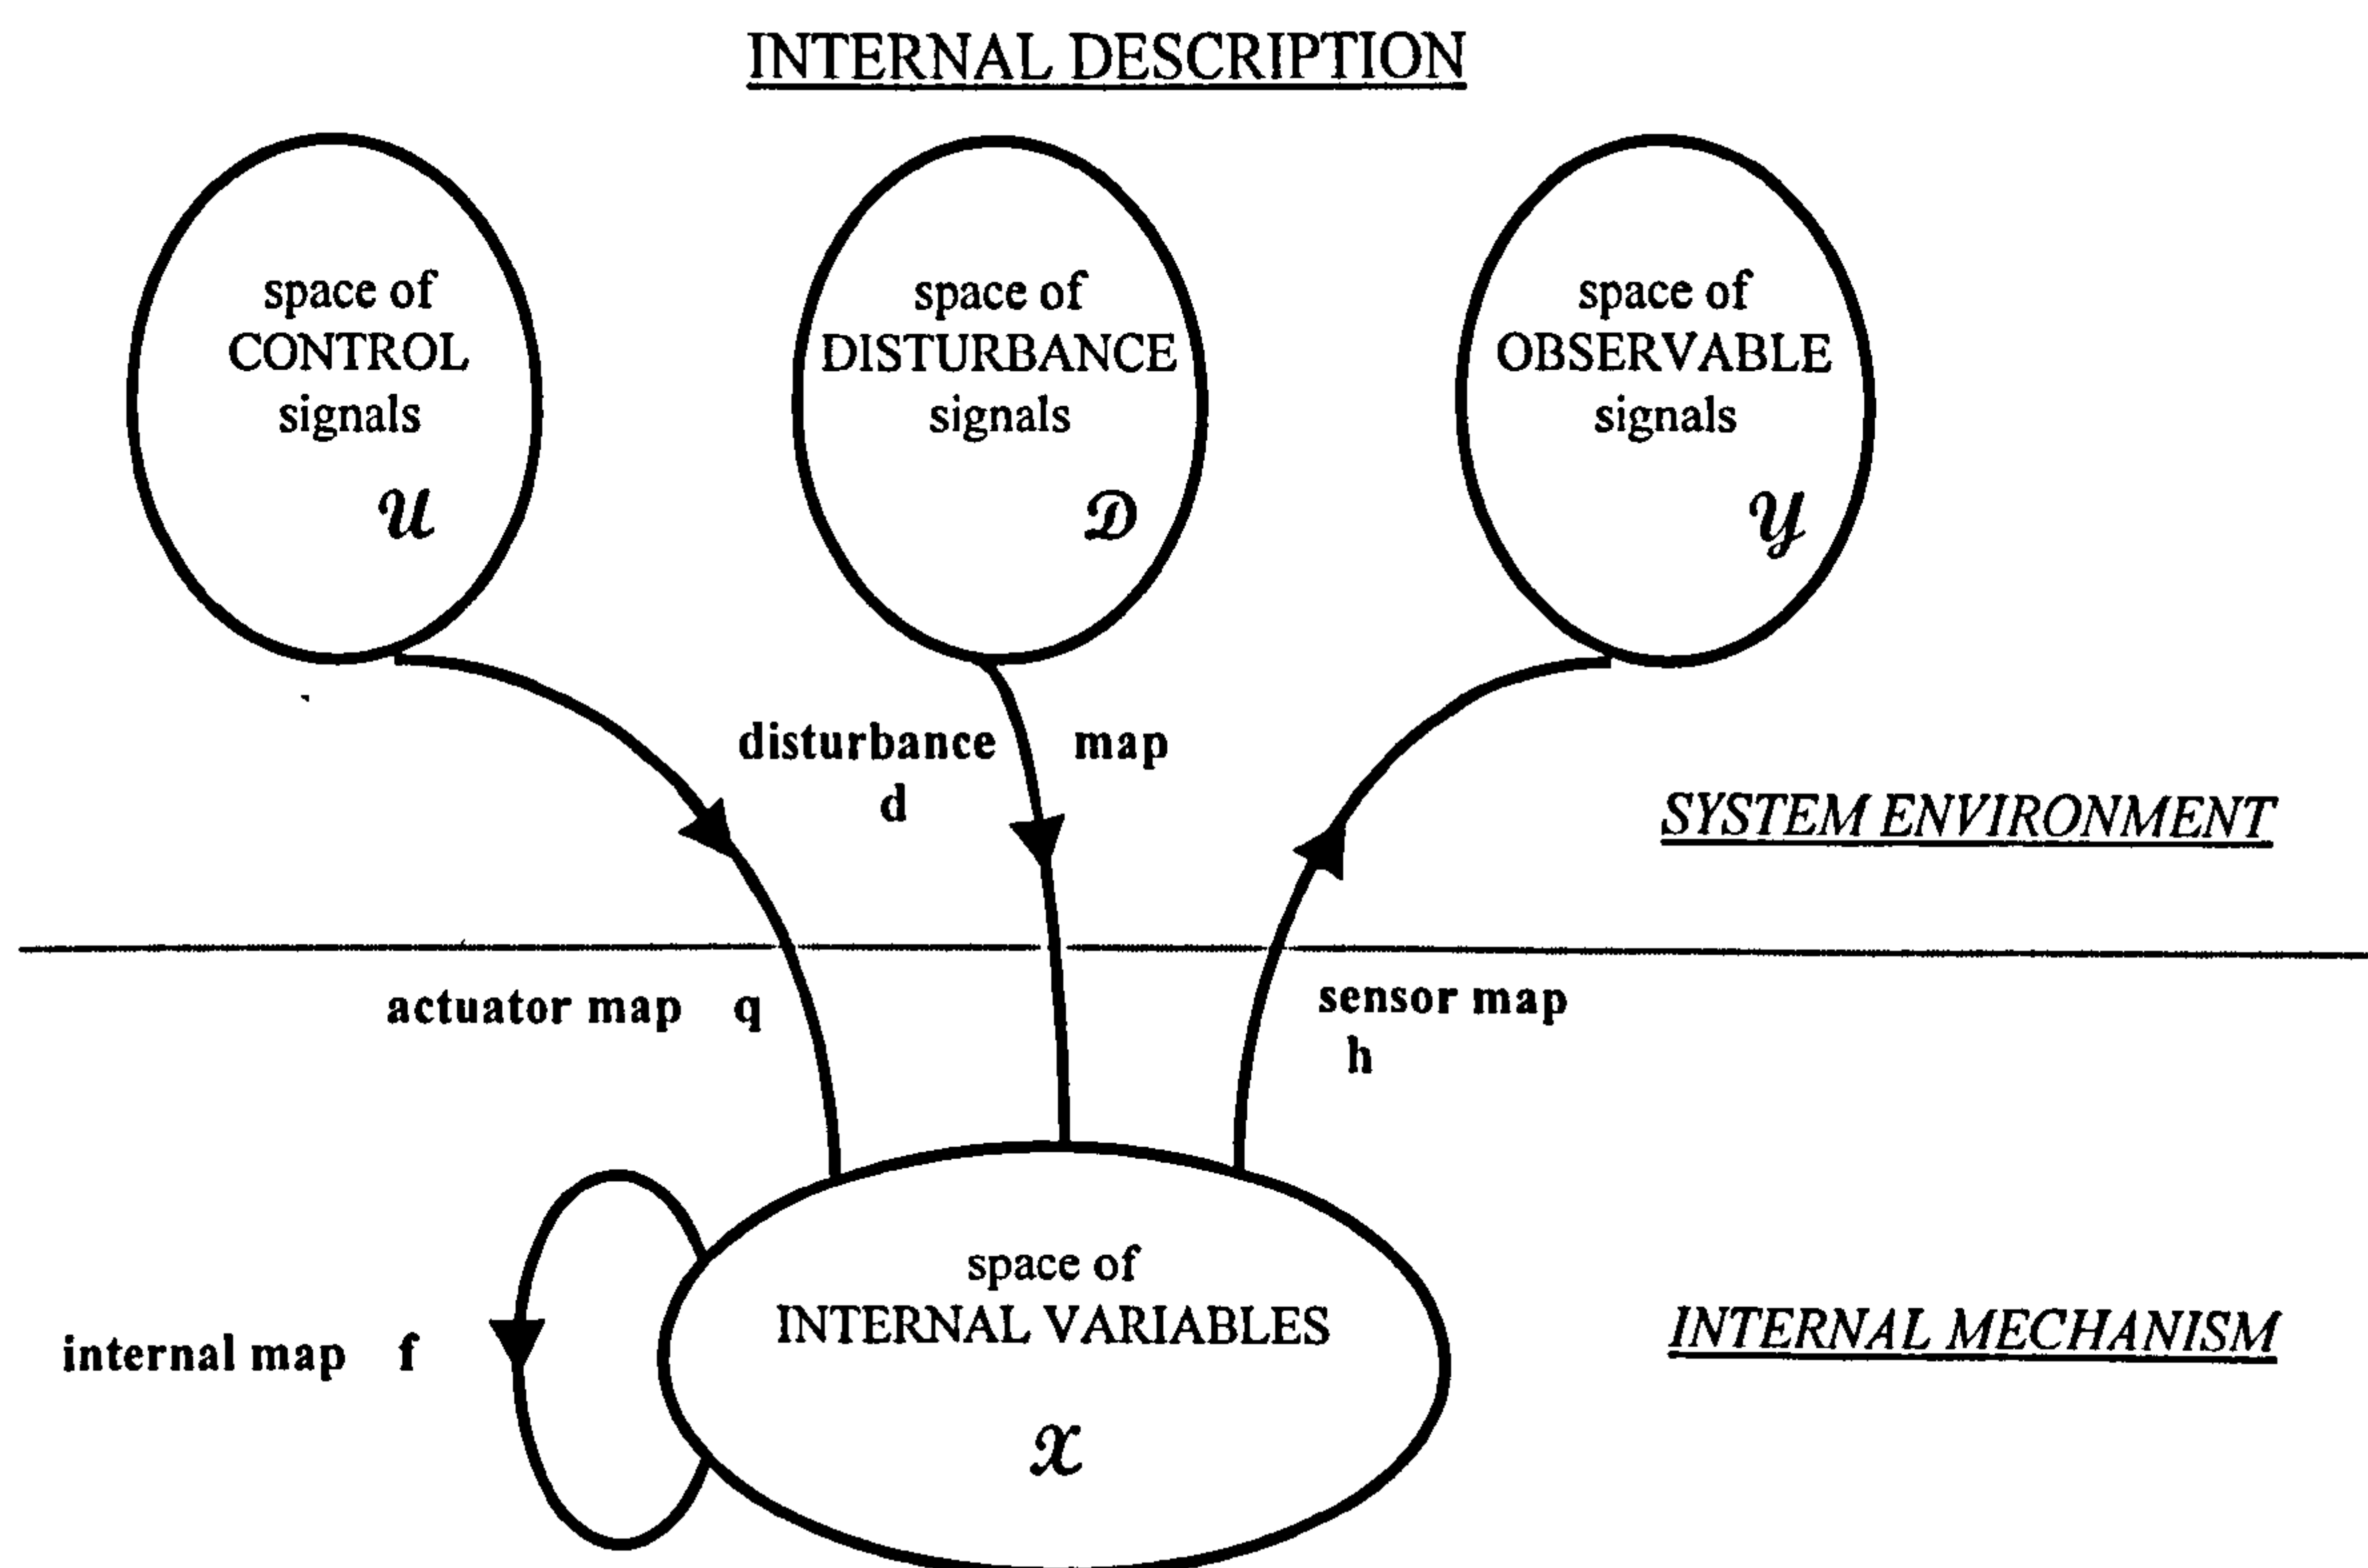 INTERNAL DESCRIPTION
space of
CONTROL
signals
𝒰
space of
DISTURBANCE
signals
𝒟
space of
OBSERVABLE
signals
𝒴
disturbance map
d
SYSTEM ENVIRONMENT
actuator map q
sensor map
h
space of
INTERNAL VARIABLES
𝒳
internal map f
INTERNAL MECHANISM